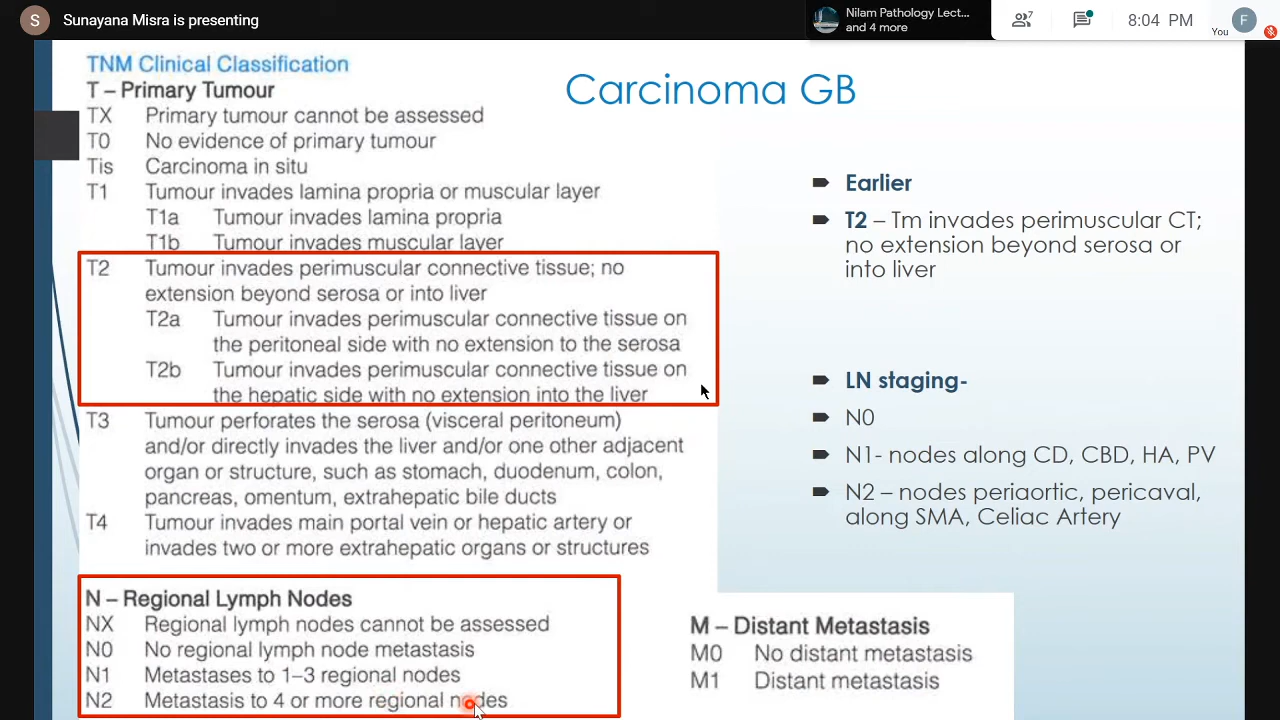 S Sunayana Misra is presenting
Nilam Pathology Lect...
and 4 more
7
8:04 PM
You
F
TNM Clinical Classification
T – Primary Tumour
TX Primary tumour cannot be assessed
T0 No evidence of primary tumour
Tis Carcinoma in situ
T1 Tumour invades lamina propria or muscular layer
T1a Tumour invades lamina propria
T1b Tumour invades muscular layer
T2 Tumour invades perimuscular connective tissue; no
extension beyond serosa or into liver
T2a Tumour invades perimuscular connective tissue on
the peritoneal side with no extension to the serosa
T2b Tumour invades perimuscular connective tissue on
the hepatic side with no extension into the liver
T3 Tumour perforates the serosa (visceral peritoneum)
and/or directly invades the liver and/or one other adjacent
organ or structure, such as stomach, duodenum, colon,
pancreas, omentum, extrahepatic bile ducts
T4 Tumour invades main portal vein or hepatic artery or
invades two or more extrahepatic organs or structures
N – Regional Lymph Nodes
NX Regional lymph nodes cannot be assessed
N0 No regional lymph node metastasis
N1 Metastases to 1–3 regional nodes
N2 Metastasis to 4 or more regional nodes
Carcinoma GB
Earlier
T2 – Tm invades perimuscular CT;
no extension beyond serosa or
into liver
LN staging-
N0
N1- nodes along CD, CBD, HA, PV
N2 – nodes periaortic, pericaval,
along SMA, Celiac Artery
M – Distant Metastasis
M0 No distant metastasis
M1 Distant metastasis